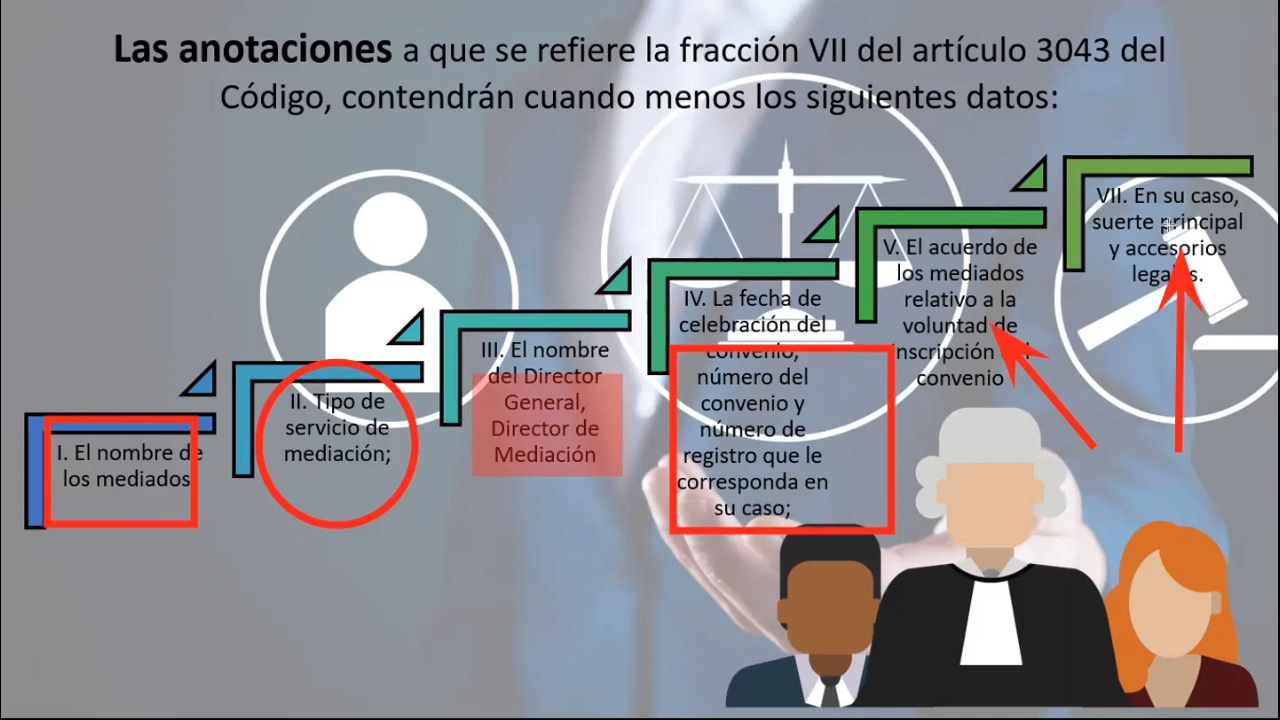 Las anotaciones a que se refiere la fracción VII del artículo 3043 del
Código, contendrán cuando menos los siguientes datos:
I. El nombre de
los mediados
II. Tipo de
servicio de
mediación;
III. El nombre
del Director
General,
Director de
Mediación
IV. La fecha de
celebración del
convenio,
número del
convenio y
número de
registro que le
corresponda en
su caso;
V. El acuerdo de
los mediados
relativo a la
voluntad de
inscripción del
convenio
VII. En su caso,
suerte principal
y accesorios
legales.